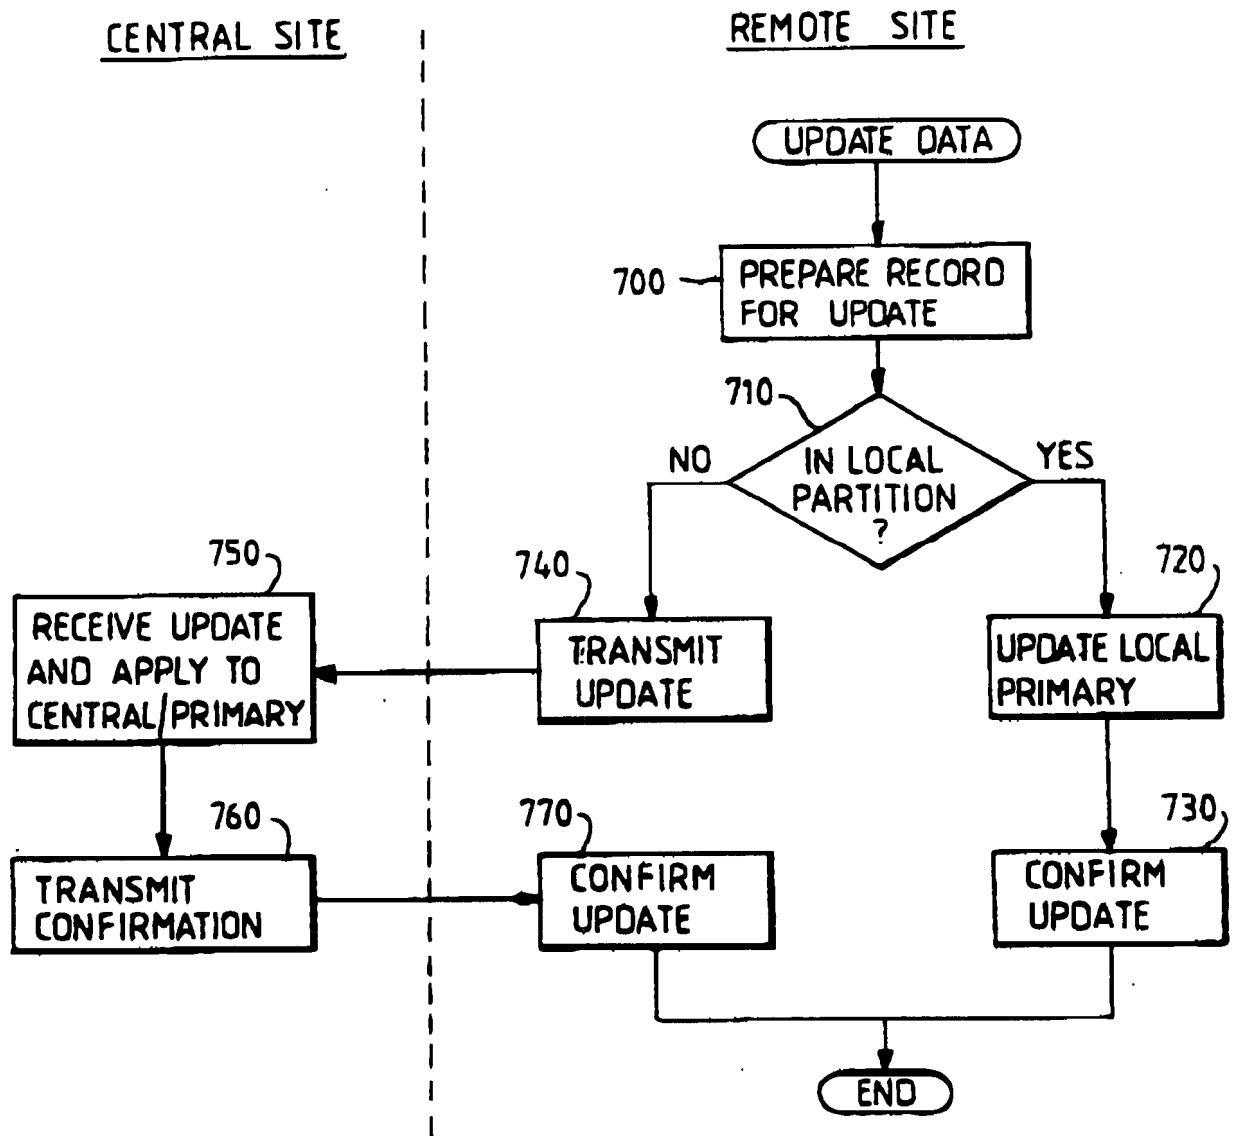 CENTRAL SITE
REMOTE SITE
UPDATE DATA
700
PREPARE RECORD
FOR UPDATE
710
NO
IN LOCAL
PARTITION
?
YES
750
RECEIVE UPDATE
AND APPLY TO
CENTRAL PRIMARY
740
TRANSMIT
UPDATE
720
UPDATE LOCAL
PRIMARY
760
TRANSMIT
CONFIRMATION
770
CONFIRM
UPDATE
730
CONFIRM
UPDATE
END